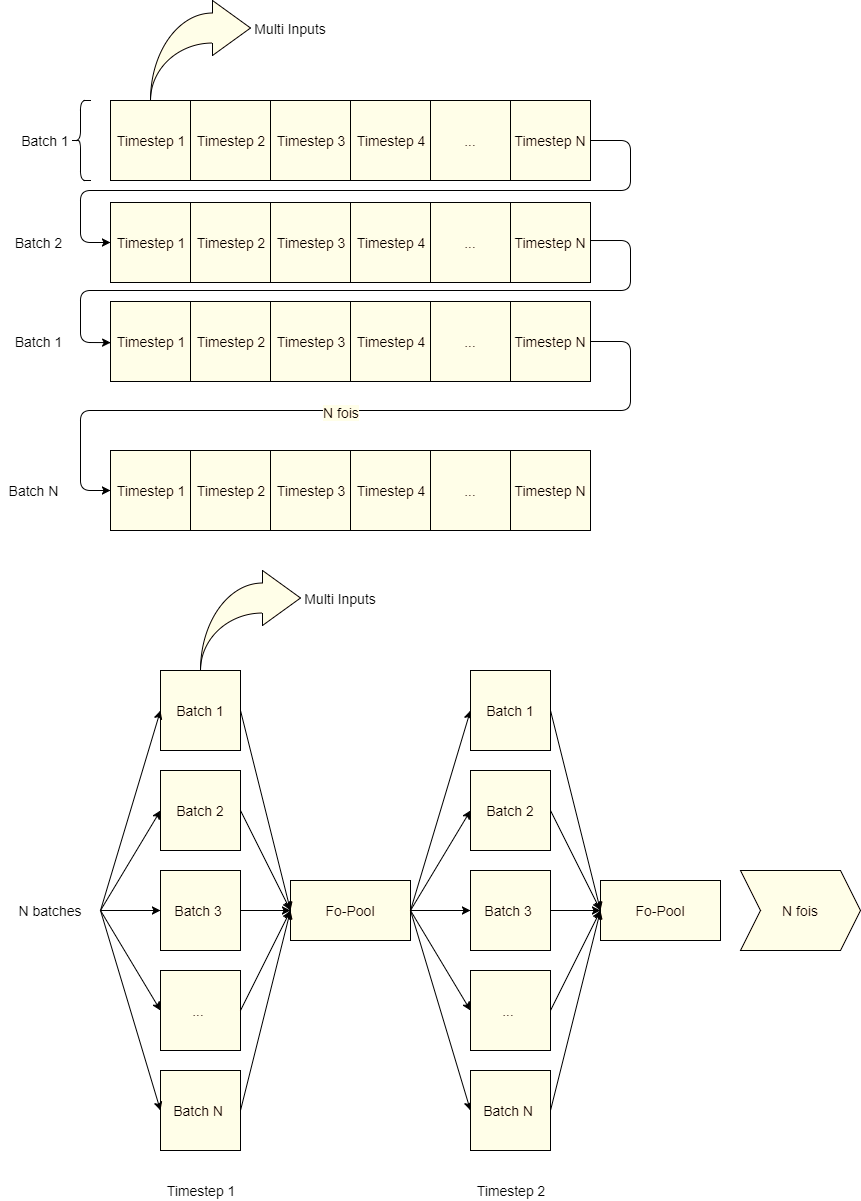 Multi Inputs
Batch 1 Timestep 1 Timestep 2 Timestep 3 Timestep 4 ... Timestep N
Batch 2 Timestep 1 Timestep 2 Timestep 3 Timestep 4 ... Timestep N
Batch 1 Timestep 1 Timestep 2 Timestep 3 Timestep 4 ... Timestep N
N fois
Batch N Timestep 1 Timestep 2 Timestep 3 Timestep 4 ... Timestep N
Multi Inputs
Batch 1 Batch 1
Batch 2 Batch 2
N batches Batch 3 Fo-Pool Batch 3 Fo-Pool N fois
... ...
Batch N Batch N
Timestep 1 Timestep 2